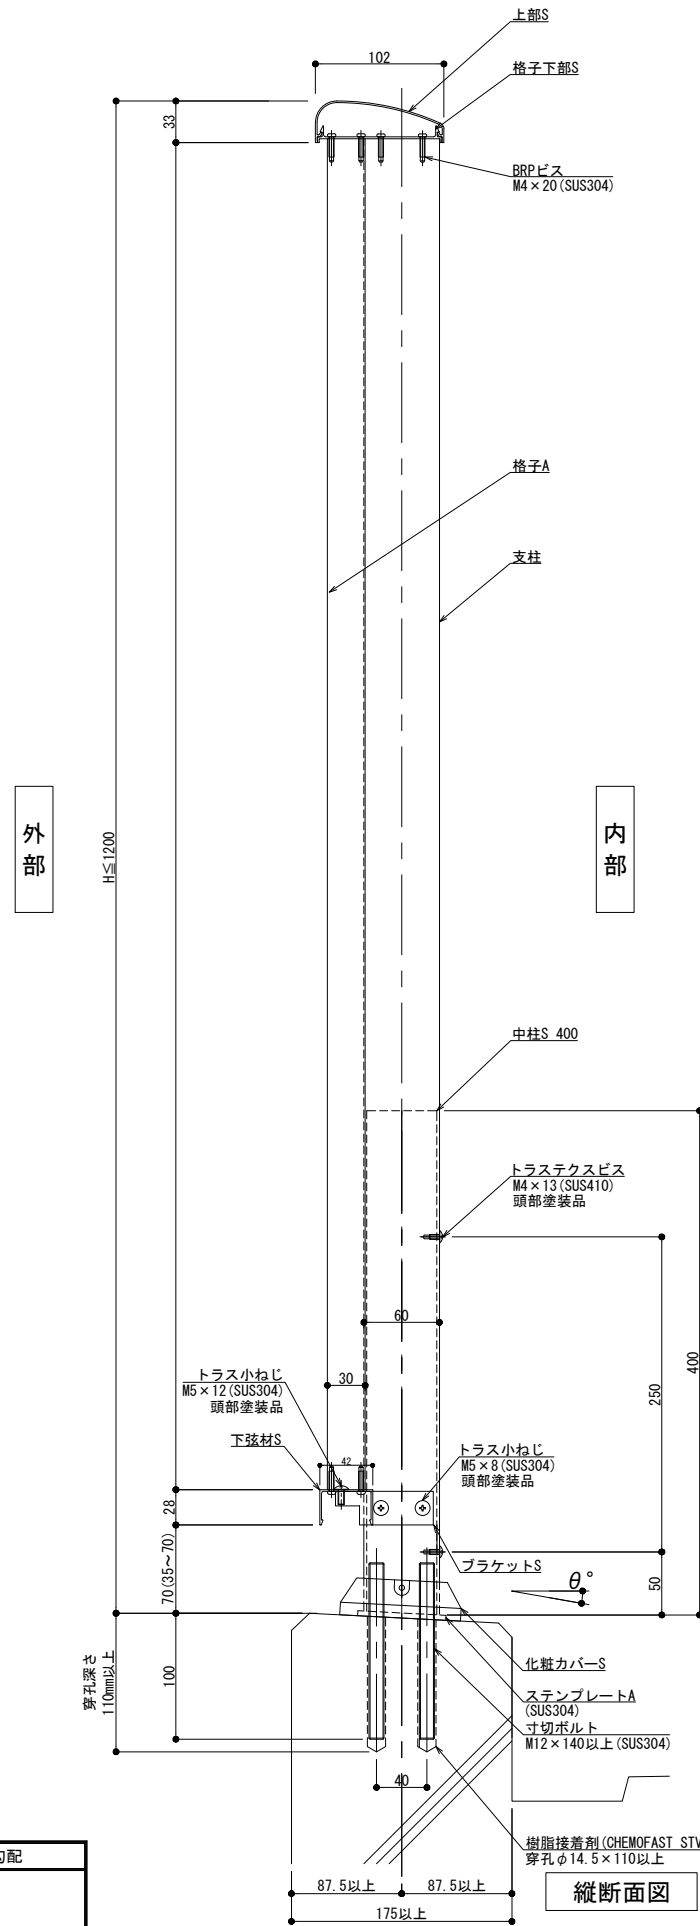 上部S
102
格子下部S
33
BRPビス
M4×20(SUS304)
格子A
支柱
外部
内部
H≦1200
中柱S 400
トラステクスビス
M4×13(SUS410)
頭部塗装品
60
400
250
トラス小ねじ
M5×12(SUS304)
頭部塗装品
30
下弦材S
42
トラス小ねじ
M5×8(SUS304)
頭部塗装品
28
ブラケットS
70(35~70)
θ°
50
化粧カバーS
穿孔深さ
110mm以上
100
ステンプレートA
(SUS304)
寸切ボルト
M12×140以上(SUS304)
40
樹脂接着剤(CHEMOFAST STV
穿孔φ14.5×110以上
勾配
87.5以上
87.5以上
縦断面図
175以上